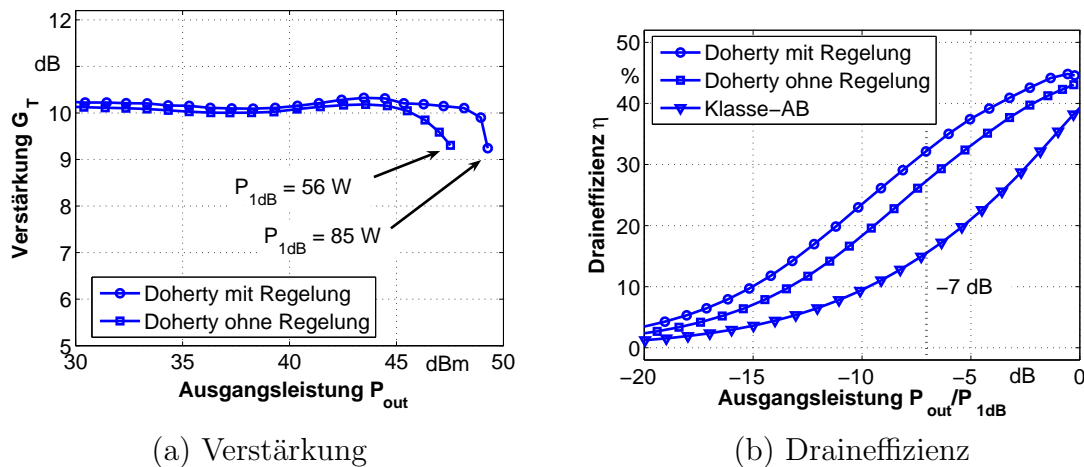 12
dB
11
10
9
8
7
6
5
Verstärkung G_T
P_1dB = 56 W
P_1dB = 85 W
Doherty mit Regelung
Doherty ohne Regelung
30 35 40 45 50
dBm
Ausgangsleistung P_out
(a) Verstärkung
50
%
40
30
20
10
0
Draineffizienz η
Doherty mit Regelung
Doherty ohne Regelung
Klasse−AB
−7 dB
−20 −15 −10 −5 0
dB
Ausgangsleistung P_out/P_1dB
(b) Draineffizienz